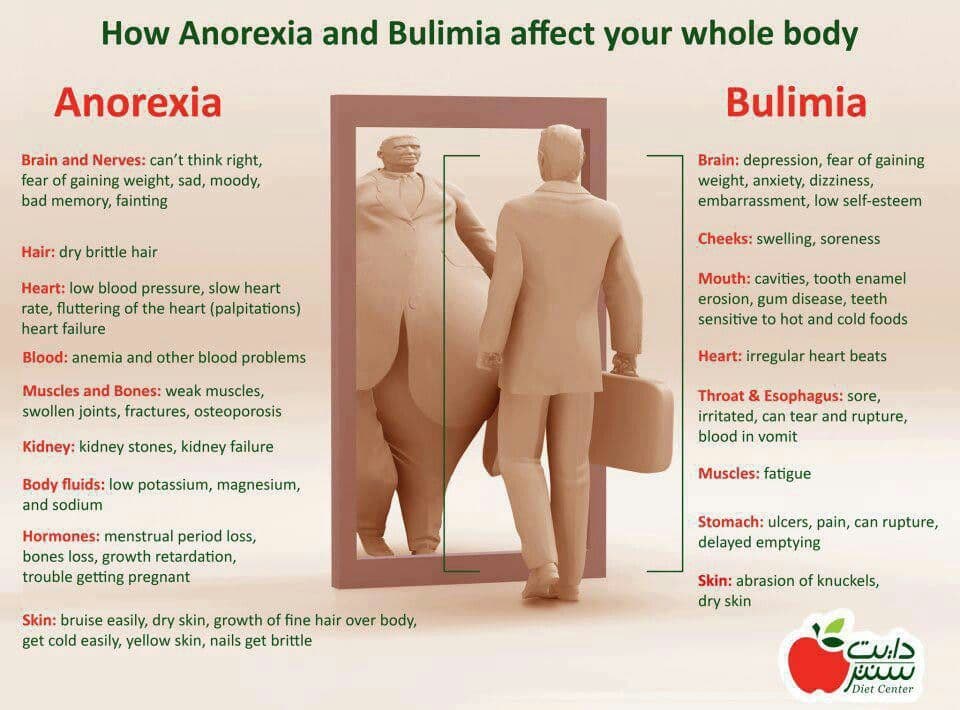 How Anorexia and Bulimia affect your whole body
Anorexia
Brain and Nerves: can't think right,
fear of gaining weight, sad, moody,
bad memory, fainting
Hair: dry brittle hair
Heart: low blood pressure, slow heart
rate, fluttering of the heart (palpitations)
heart failure
Blood: anemia and other blood problems
Muscles and Bones: weak muscles,
swollen joints, fractures, osteoporosis
Kidney: kidney stones, kidney failure
Body fluids: low potassium, magnesium,
and sodium
Hormones: menstrual period loss,
bones loss, growth retardation,
trouble getting pregnant
Skin: bruise easily, dry skin, growth of fine hair over body,
get cold easily, yellow skin, nails get brittle
Bulimia
Brain: depression, fear of gaining
weight, anxiety, dizziness,
embarrassment, low self-esteem
Cheeks: swelling, soreness
Mouth: cavities, tooth enamel
erosion, gum disease, teeth
sensitive to hot and cold foods
Heart: irregular heart beats
Throat & Esophagus: sore,
irritated, can tear and rupture,
blood in vomit
Muscles: fatigue
Stomach: ulcers, pain, can rupture,
delayed emptying
Skin: abrasion of knuckels,
dry skin
دايت
سنتر
Diet Center